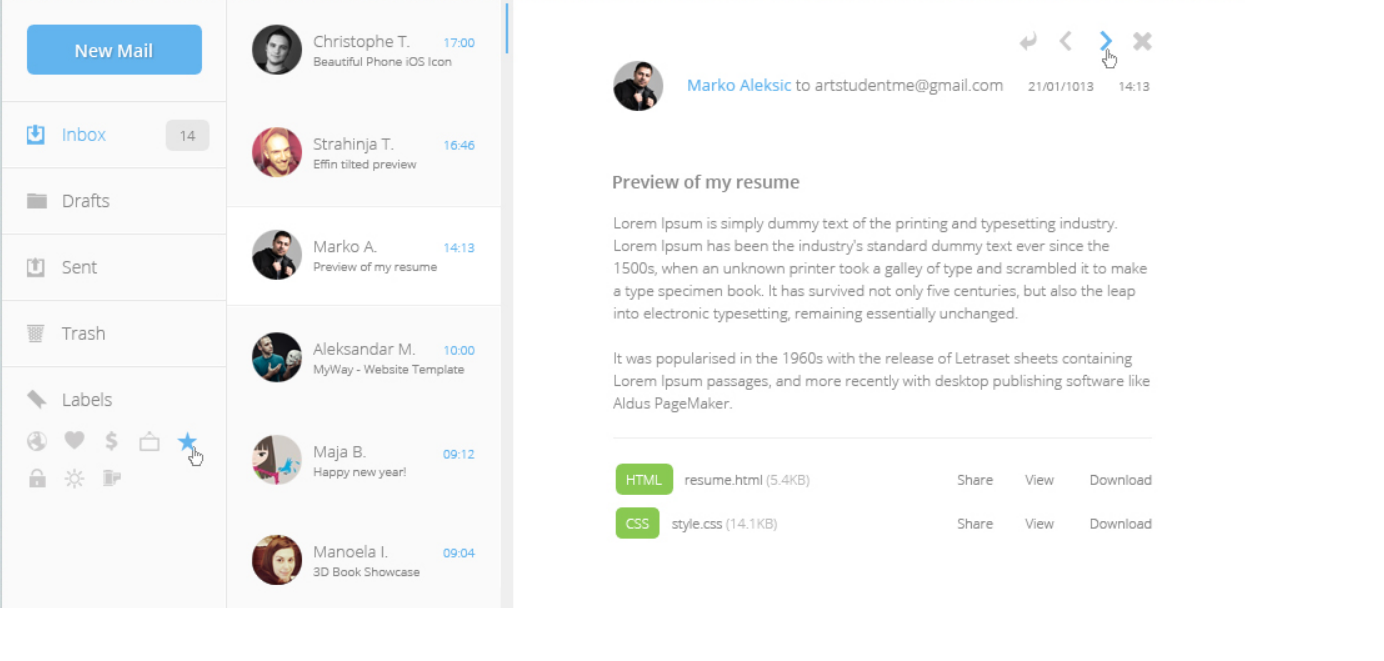 New Mail
Inbox
14
Drafts
Sent
Trash
Labels
Christophe T.
17:00
Beautiful Phone iOS Icon
Strahinja T.
16:46
Effin tilted preview
Marko A.
14:13
Preview of my resume
Aleksandar M.
10:00
MyWay - Website Template
Maja B.
09:12
Happy new year!
Manoela I.
09:04
3D Book Showcase
Marko Aleksic to artstudentme@gmail.com
21/01/1013
14:13
Preview of my resume
Lorem Ipsum is simply dummy text of the printing and typesetting industry.
Lorem Ipsum has been the industry's standard dummy text ever since the
1500s, when an unknown printer took a galley of type and scrambled it to make
a type specimen book. It has survived not only five centuries, but also the leap
into electronic typesetting, remaining essentially unchanged.
It was popularised in the 1960s with the release of Letraset sheets containing
Lorem Ipsum passages, and more recently with desktop publishing software like
Aldus PageMaker.
HTML resume.html (5.4KB) Share View Download
CSS style.css (14.1KB) Share View Download